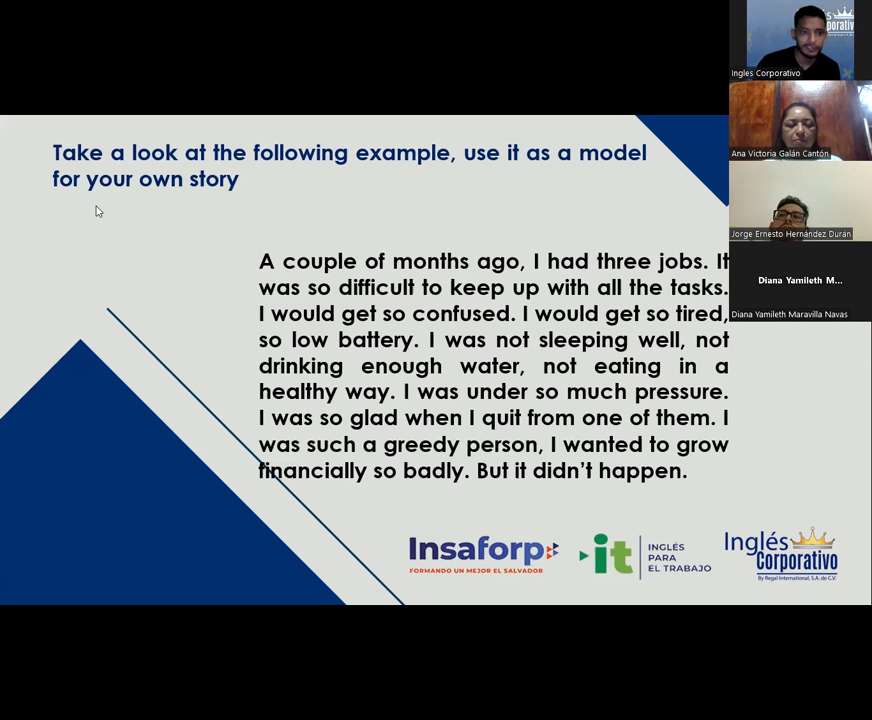 Take a look at the following example, use it as a model
for your own story
A couple of months ago, I had three jobs. It
was so difficult to keep up with all the tasks.
I would get so confused. I would get so tired,
so low battery. I was not sleeping well, not
drinking enough water, not eating in a
healthy way. I was under so much pressure.
I was so glad when I quit from one of them. I
was such a greedy person, I wanted to grow
financially so badly. But it didn't happen.
Insaforp
FORMANDO UN MEJOR EL SALVADOR
it
INGLÉS
PARA
EL TRABAJO
Inglés
Corporativo
By Regal International, S.A. de C.V.
Ingles Corporativo
Ana Victoria Galán Cantón
Jorge Ernesto Hernández Durán
Diana Yamileth M...
Diana Yamileth Maravilla Navas